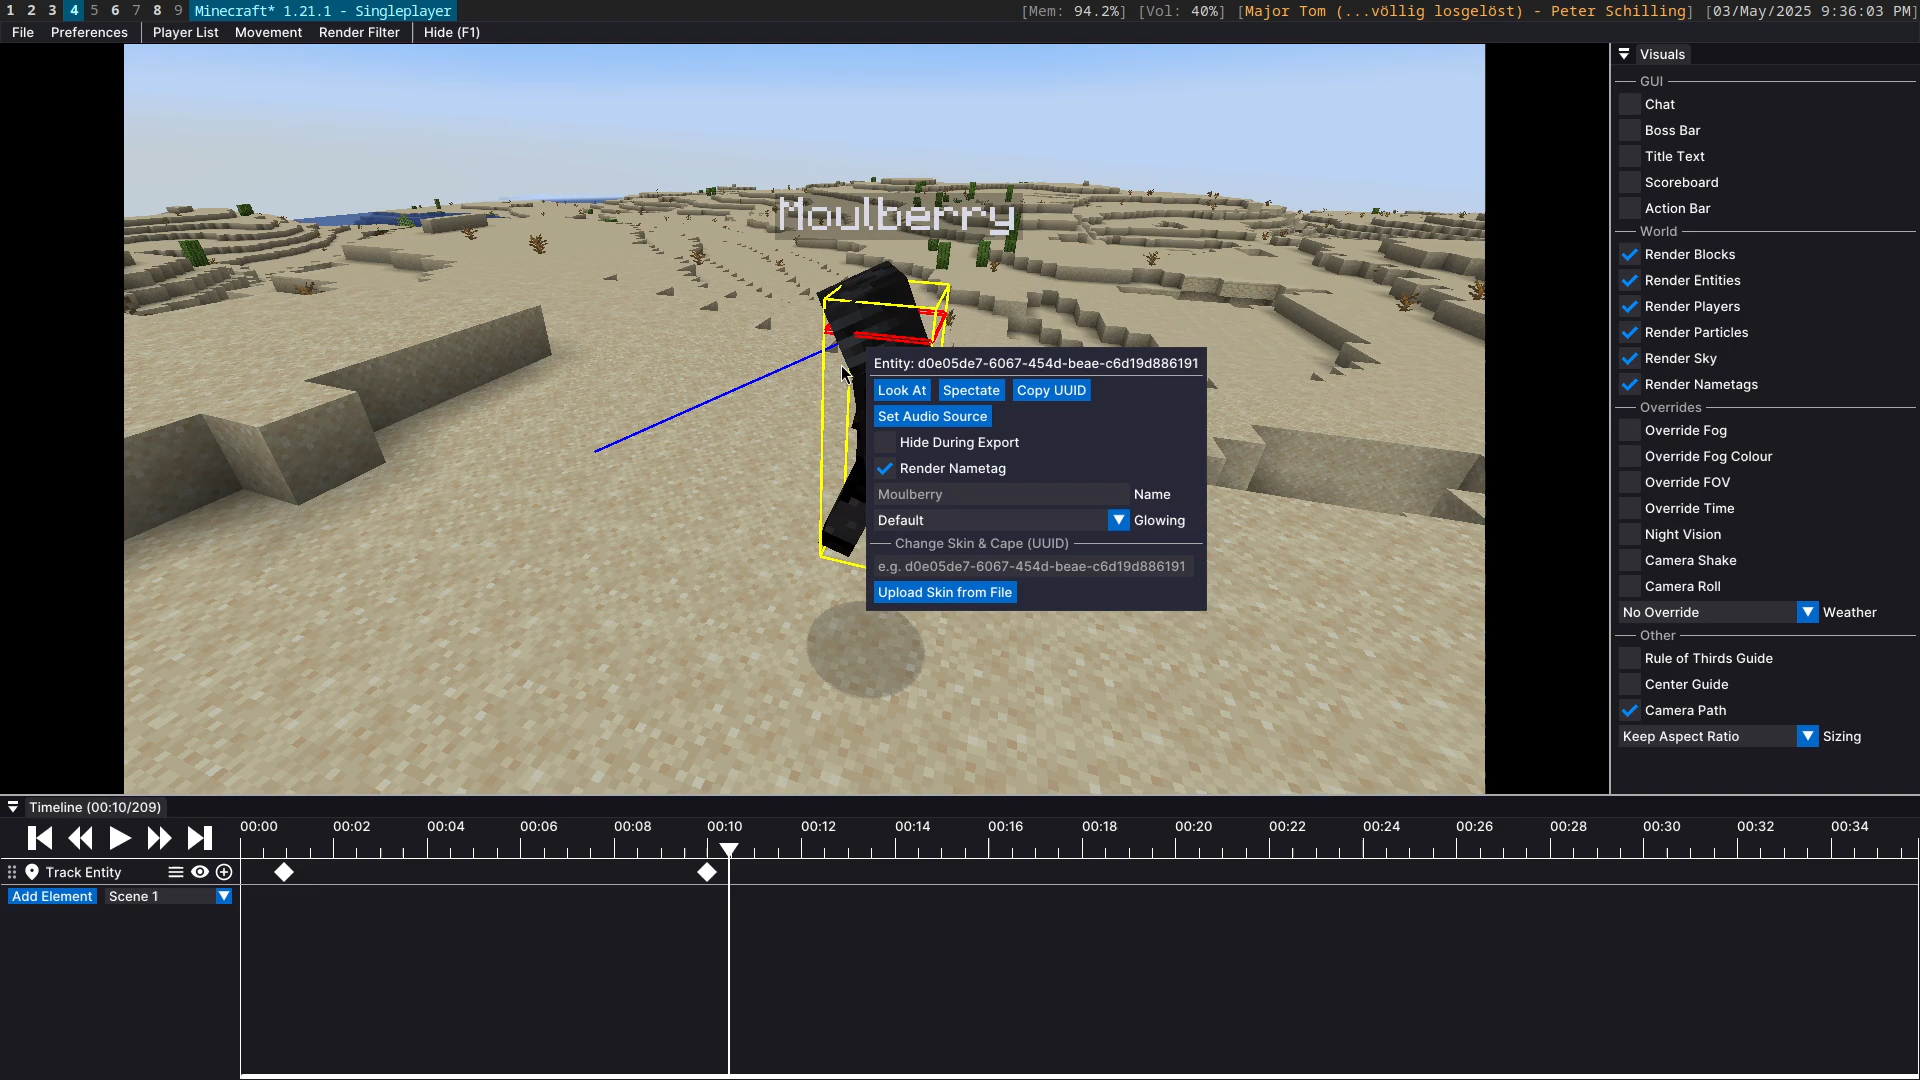 1 2 3 4 5 6 7 8 9 Minecraft* 1.21.1 - Singleplayer [Mem: 94.2%] [Vol: 40%] [Major Tom (...völlig losgelöst) - Peter Schilling] [03/May/2025 9:36:03 PM]
File Preferences Player List Movement Render Filter Hide (F1)
Visuals
GUI
Chat
Boss Bar
Title Text
Scoreboard
Action Bar
World
Render Blocks
Render Entities
Render Players
Render Particles
Render Sky
Render Nametags
Overrides
Override Fog
Override Fog Colour
Override FOV
Override Time
Night Vision
Camera Shake
Camera Roll
No Override Weather
Other
Rule of Thirds Guide
Center Guide
Camera Path
Keep Aspect Ratio Sizing
Moulberry
Entity: d0e05de7-6067-454d-beae-c6d19d886191
Look At Spectate Copy UUID
Set Audio Source
Hide During Export
Render Nametag
Moulberry Name
Default Glowing
Change Skin & Cape (UUID)
e.g. d0e05de7-6067-454d-beae-c6d19d886191
Upload Skin from File
Timeline (00:10/209)
00:00 00:02 00:04 00:06 00:08 00:10 00:12 00:14 00:16 00:18 00:20 00:22 00:24 00:26 00:28 00:30 00:32 00:34
Track Entity
Add Element Scene 1